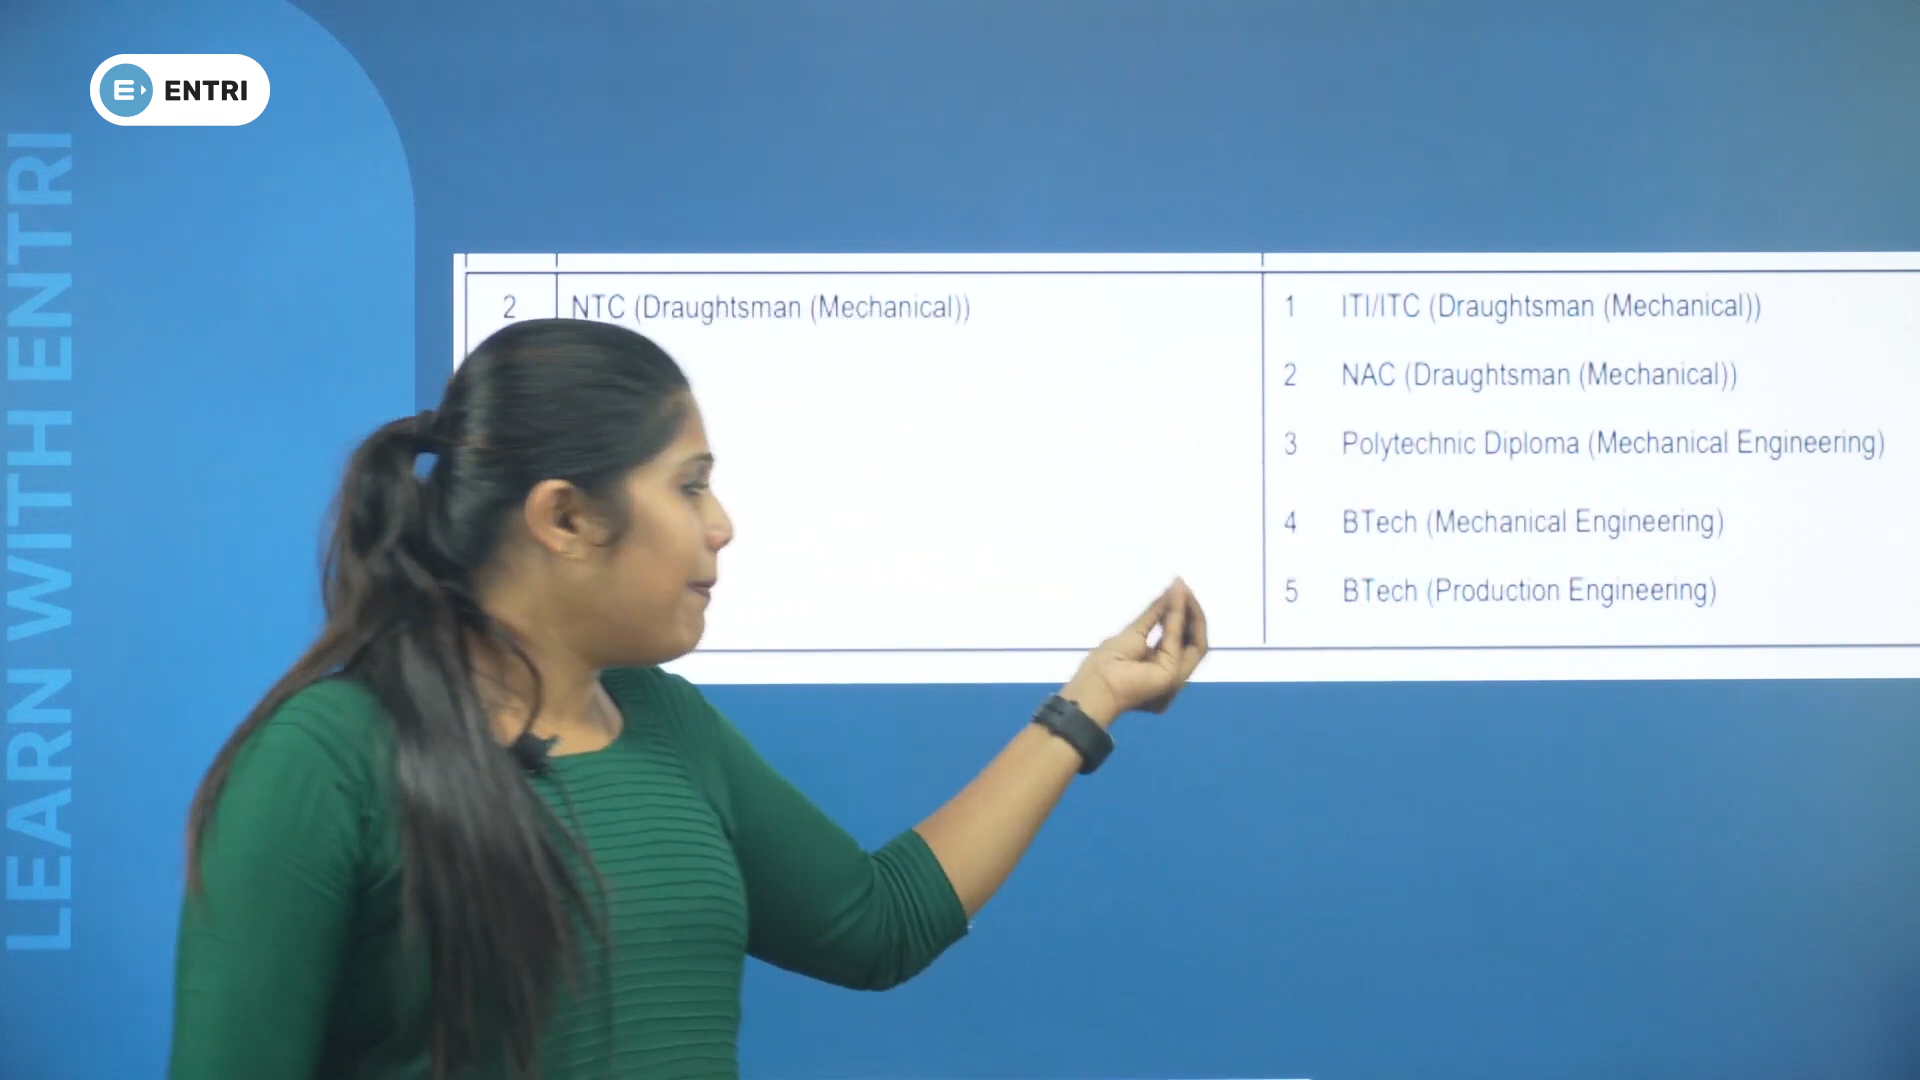 ENTRI
LEARN WITH ENTRI
2 NTC (Draughtsman (Mechanical))
1 ITI/ITC (Draughtsman (Mechanical))
2 NAC (Draughtsman (Mechanical))
3 Polytechnic Diploma (Mechanical Engineering)
4 BTech (Mechanical Engineering)
5 BTech (Production Engineering)